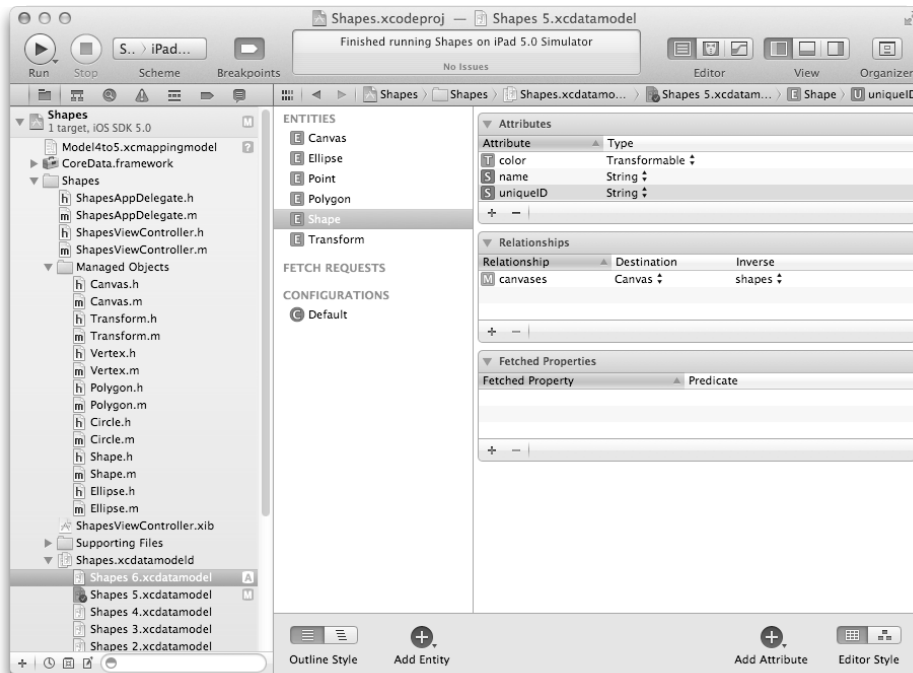 Shapes.xcodeproj — Shapes 5.xcdatamodel
Finished running Shapes on iPad 5.0 Simulator
No Issues
S.. › iPad...
Run Stop Scheme Breakpoints Editor View Organizer
Shapes › Shapes › Shapes.xcdatamo... › Shapes 5.xcdatam... › E Shape › U uniqueID
Shapes M
1 target, iOS SDK 5.0
Model4to5.xcmappingmodel ?
CoreData.framework
Shapes
h ShapesAppDelegate.h
m ShapesAppDelegate.m
h ShapesViewController.h
m ShapesViewController.m
Managed Objects
h Canvas.h
m Canvas.m
h Transform.h
m Transform.m
h Vertex.h
m Vertex.m
h Polygon.h
m Polygon.m
h Circle.h
m Circle.m
h Shape.h
m Shape.m
h Ellipse.h
m Ellipse.m
ShapesViewController.xib
Supporting Files
Shapes.xcdatamodeld
Shapes 6.xcdatamodel A
Shapes 5.xcdatamodel M
Shapes 4.xcdatamodel
Shapes 3.xcdatamodel
Shapes 2.xcdatamodel
ENTITIES
E Canvas
E Ellipse
E Point
E Polygon
E Shape
E Transform
FETCH REQUESTS
CONFIGURATIONS
C Default
Attributes
Attribute Type
T color Transformable
S name String
S uniqueID String
+ −
Relationships
Relationship Destination Inverse
M canvases Canvas shapes
+ −
Fetched Properties
Fetched Property Predicate
+ −
Outline Style Add Entity Add Attribute Editor Style